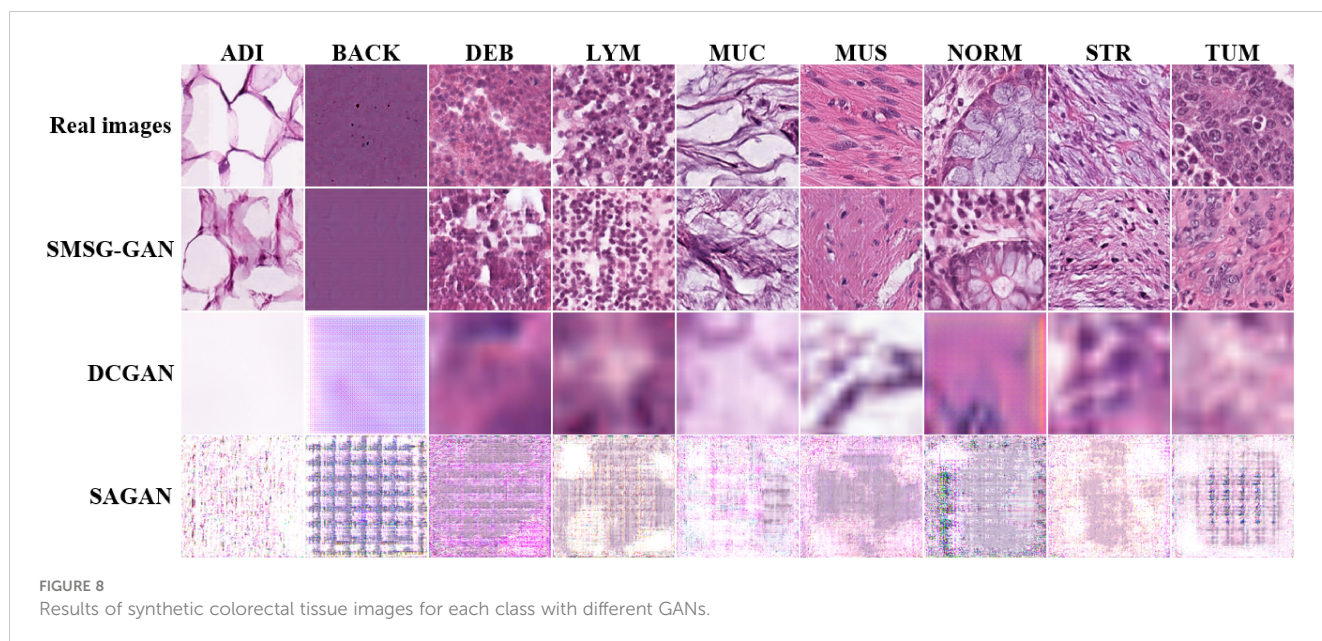 ADI BACK DEB LYM MUC MUS NORM STR TUM
Real images
SMSG-GAN
DCGAN
SAGAN
FIGURE 8
Results of synthetic colorectal tissue images for each class with different GANs.